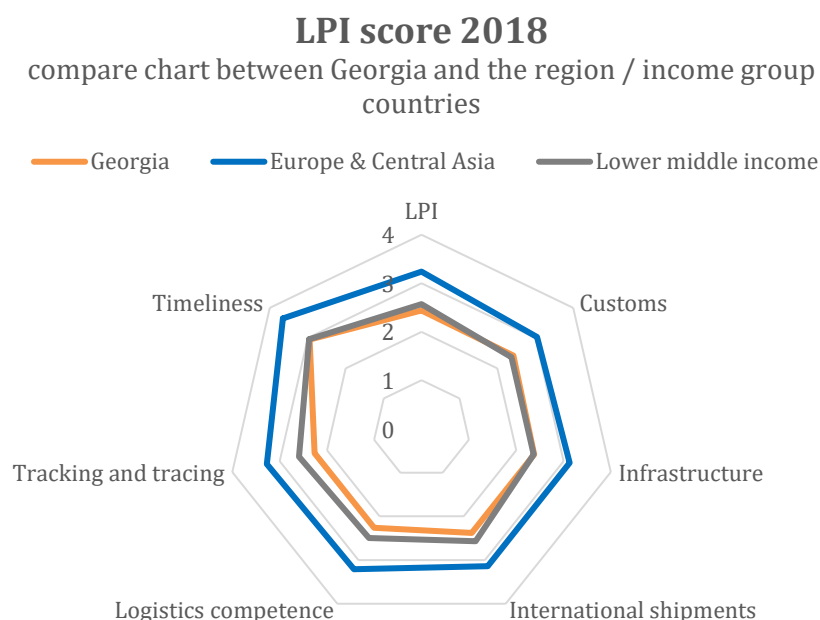 LPI score 2018
compare chart between Georgia and the region / income group
countries
Georgia
Europe & Central Asia
Lower middle income
LPI
4
Timeliness
3
Customs
2
1
0
Tracking and tracing
Infrastructure
Logistics competence
International shipments